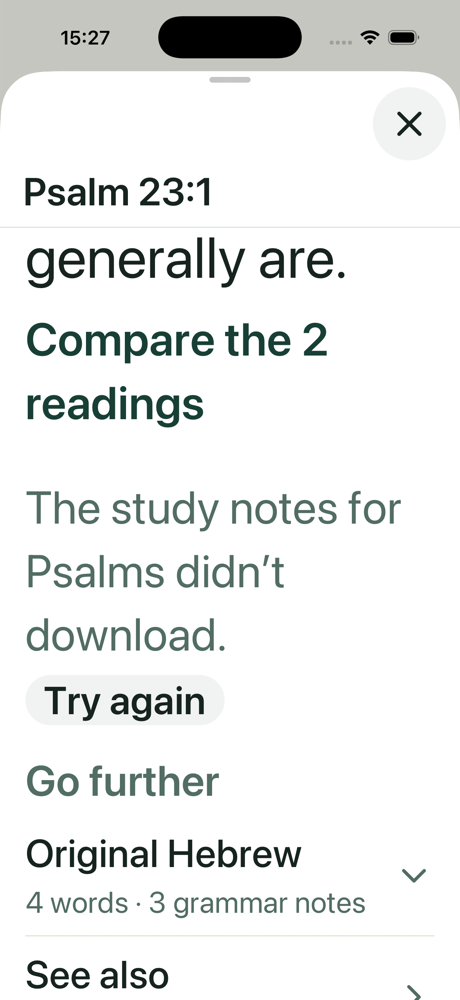 15:27
Psalm 23:1
generally are.
Compare the 2
readings
The study notes for
Psalms didn’t
download.
Try again
Go further
Original Hebrew
4 words · 3 grammar notes
See also